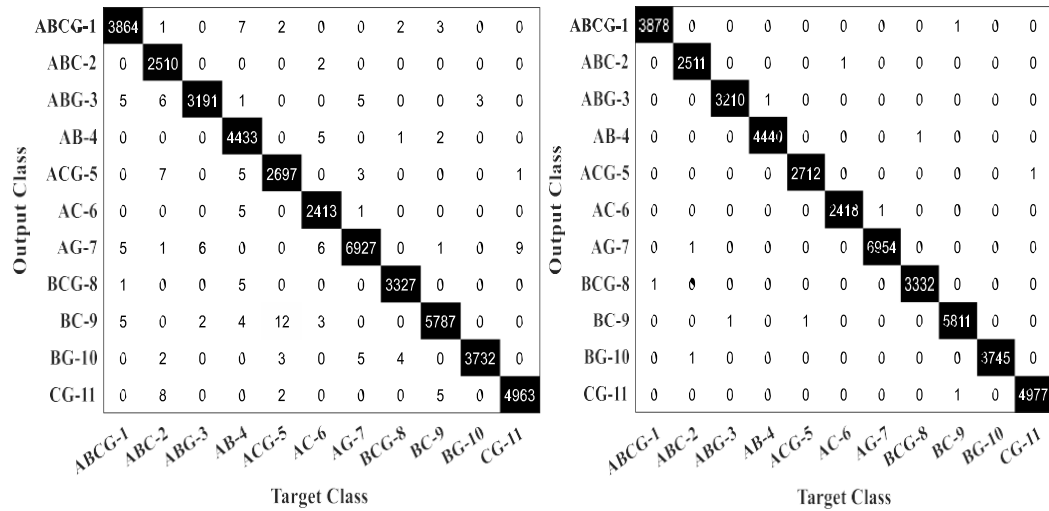 ABCG-1 3864 1 0 7 2 0 0 2 3 0 0
ABC-2 0 2510 0 0 0 2 0 0 0 0 0
ABG-3 5 6 3191 1 0 0 5 0 0 3 0
AB-4 0 0 0 4433 0 5 0 1 2 0 0
ACG-5 0 7 0 5 2697 0 3 0 0 0 1
AC-6 0 0 0 5 0 2413 1 0 0 0 0
AG-7 5 1 6 0 0 6 6927 0 1 0 9
BCG-8 1 0 0 5 0 0 0 3327 0 0 0
BC-9 5 0 2 4 12 3 0 0 5787 0 0
BG-10 0 2 0 0 3 0 5 4 0 3732 0
CG-11 0 8 0 0 2 0 0 0 5 0 4963
ABCG-1 ABC-2 ABG-3 AB-4 ACG-5 AC-6 AG-7 BCG-8 BC-9 BG-10 CG-11
Target Class
Output Class
ABCG-1 3878 0 0 0 0 0 0 0 1 0 0
ABC-2 0 2511 0 0 0 1 0 0 0 0 0
ABG-3 0 0 3210 1 0 0 0 0 0 0 0
AB-4 0 0 0 4440 0 0 0 1 0 0 0
ACG-5 0 0 0 0 2712 0 0 0 0 0 1
AC-6 0 0 0 0 0 2418 1 0 0 0 0
AG-7 0 1 0 0 0 0 6954 0 0 0 0
BCG-8 1 0 0 0 0 0 3332 0 0 0
BC-9 0 0 1 0 1 0 0 0 5811 0 0
BG-10 0 1 0 0 0 0 0 0 0 3745 0
CG-11 0 0 0 0 0 0 0 0 1 0 4977
ABCG-1 ABC-2 ABG-3 AB-4 ACG-5 AC-6 AG-7 BCG-8 BC-9 BG-10 CG-11
Target Class
Output Class